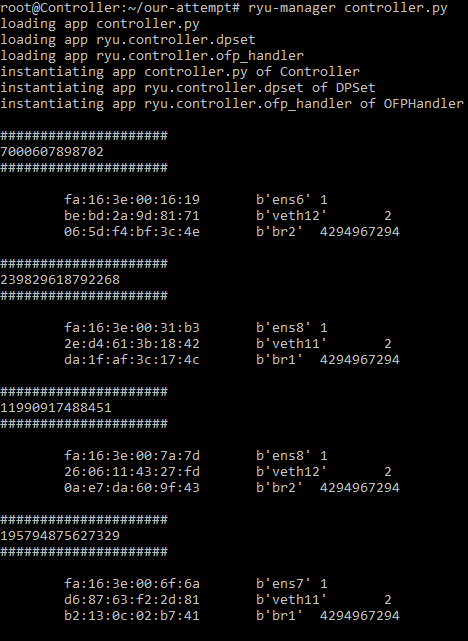 root@Controller:~/our-attempt# ryu-manager controller.py
loading app controller.py
loading app ryu.controller.dpset
loading app ryu.controller.ofp_handler
instantiating app controller.py of Controller
instantiating app ryu.controller.dpset of DPSet
instantiating app ryu.controller.ofp_handler of OFPHandler
#####################
7000607898702
#####################
fa:16:3e:00:16:19 b'ens6' 1
be:bd:2a:9d:81:71 b'veth12' 2
06:5d:f4:bf:3c:4e b'br2' 4294967294
#####################
239829618792268
#####################
fa:16:3e:00:31:b3 b'ens8' 1
2e:d4:61:3b:18:42 b'veth11' 2
da:1f:af:3c:17:4c b'br1' 4294967294
#####################
11990917488451
#####################
fa:16:3e:00:7a:7d b'ens8' 1
26:06:11:43:27:fd b'veth12' 2
0a:e7:da:60:9f:43 b'br2' 4294967294
#####################
195794875627329
#####################
fa:16:3e:00:6f:6a b'ens7' 1
d6:87:63:f2:2d:81 b'veth11' 2
b2:13:0c:02:b7:41 b'br1' 4294967294